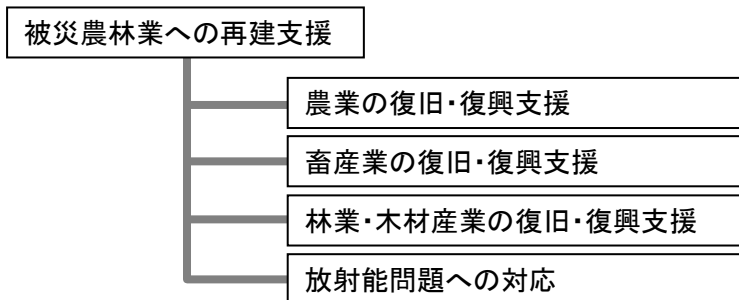 被災農林業への再建支援
農業の復旧・復興支援
畜産業の復旧・復興支援
林業・木材産業の復旧・復興支援
放射能問題への対応